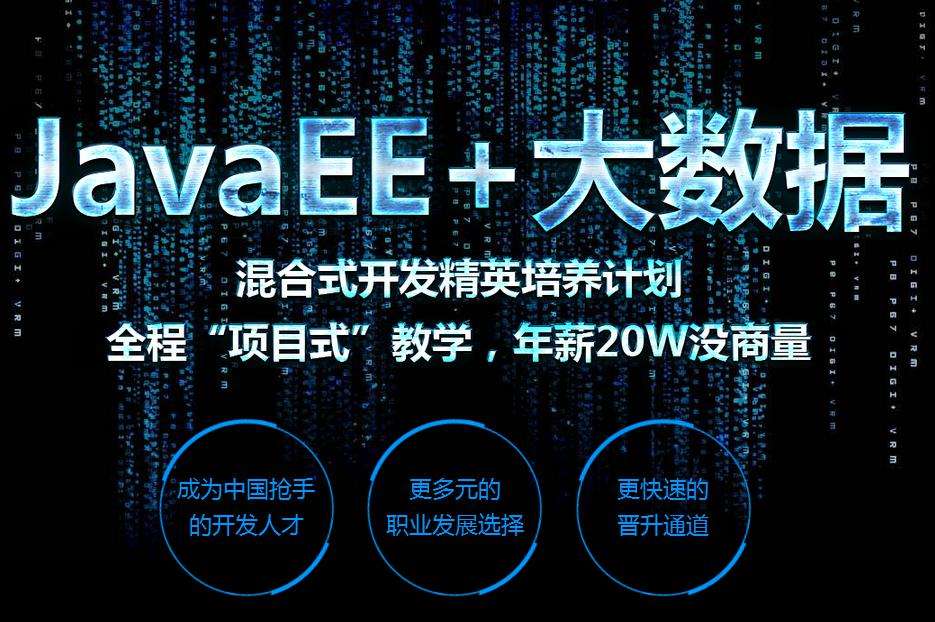 JavaEE+大数据
混合式开发精英培养计划
全程“项目式”教学，年薪20W没商量
成为中国抢手
的开发人才
更多元的
职业发展选择
更快速的
晋升通道